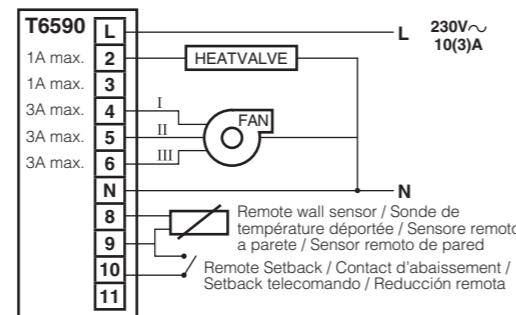 T6590
L
L
230V~
10(3)A
1A max.
2
HEATVALVE
1A max.
3
3A max.
4
I
FAN
3A max.
5
II
3A max.
6
III
N
N
8
Remote wall sensor / Sonde de
température déportée / Sensore remoto
9
a parete / Sensor remoto de pared
10
Remote Setback / Contact d'abaissement /
Setback telecomando / Reducción remota
11